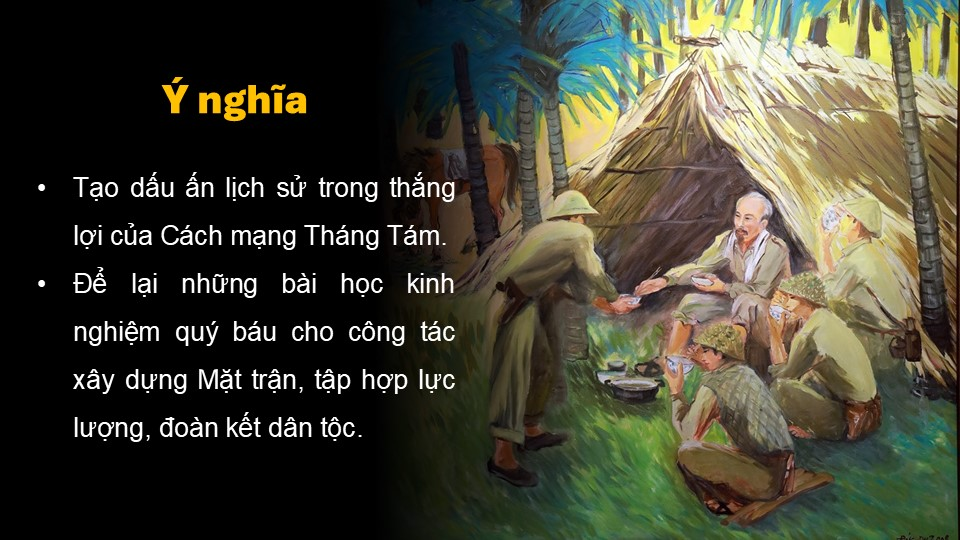 Ý nghĩa
• Tạo dấu ấn lịch sử trong thắng
lợi của Cách mạng Tháng Tám.
• Để lại những bài học kinh
nghiệm quý báu cho công tác
xây dựng Mặt trận, tập hợp lực
lượng, đoàn kết dân tộc.